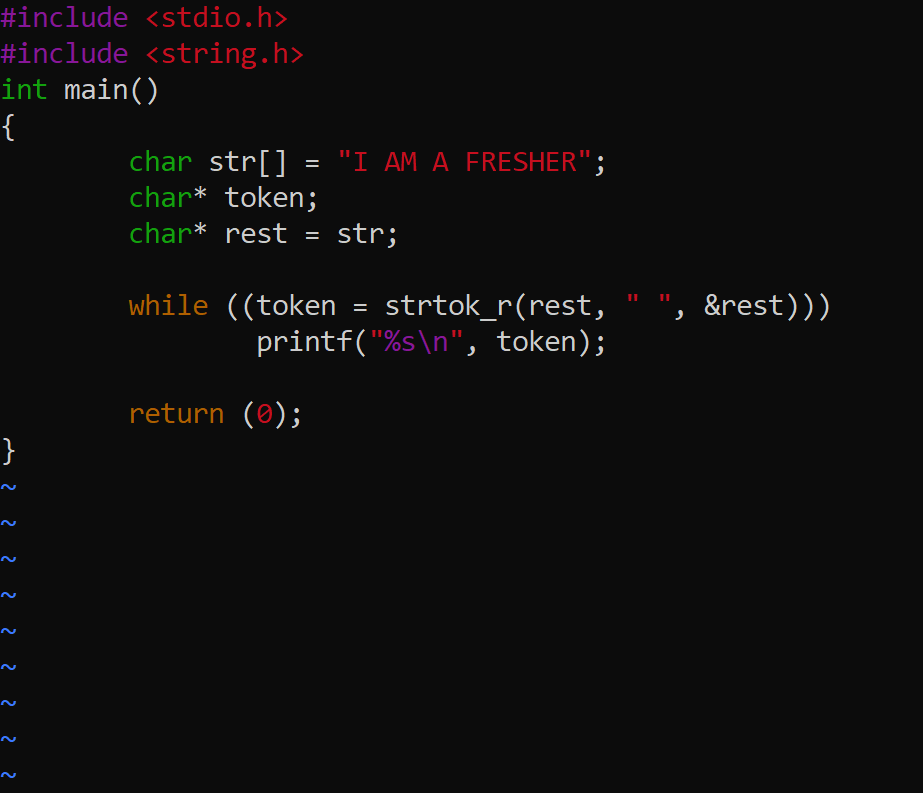 #include <stdio.h>
#include <string.h>
int main()
{
        char str[] = "I AM A FRESHER";
        char* token;
        char* rest = str;

        while ((token = strtok_r(rest, " ", &rest)))
                printf("%s\n", token);

        return (0);
}
~
~
~
~
~
~
~
~
~